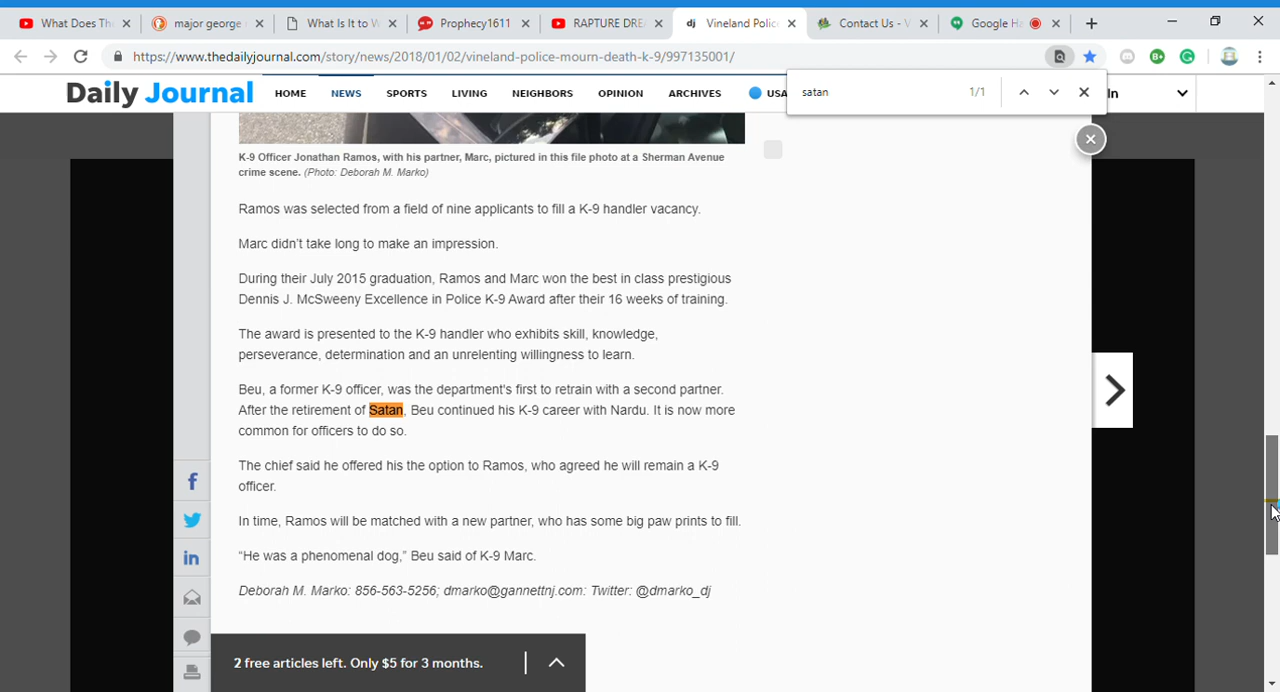 What Does The
major george
What Is It to W
Prophecy1611
RAPTURE DRE
dj Vineland Polic
Contact Us - V
Google Ha
https://www.thedailyjournal.com/story/news/2018/01/02/vineland-police-mourn-death-k-9/997135001/
satan 1/1
Daily Journal HOME NEWS SPORTS LIVING NEIGHBORS OPINION ARCHIVES USA In
K-9 Officer Jonathan Ramos, with his partner, Marc, pictured in this file photo at a Sherman Avenue
crime scene. (Photo: Deborah M. Marko)
Ramos was selected from a field of nine applicants to fill a K-9 handler vacancy.
Marc didn't take long to make an impression.
During their July 2015 graduation, Ramos and Marc won the best in class prestigious
Dennis J. McSweeny Excellence in Police K-9 Award after their 16 weeks of training.
The award is presented to the K-9 handler who exhibits skill, knowledge,
perseverance, determination and an unrelenting willingness to learn.
Beu, a former K-9 officer, was the department's first to retrain with a second partner.
After the retirement of Satan, Beu continued his K-9 career with Nardu. It is now more
common for officers to do so.
The chief said he offered his the option to Ramos, who agreed he will remain a K-9
officer.
In time, Ramos will be matched with a new partner, who has some big paw prints to fill.
“He was a phenomenal dog,” Beu said of K-9 Marc.
Deborah M. Marko: 856-563-5256; dmarko@gannettnj.com: Twitter: @dmarko_dj
2 free articles left. Only $5 for 3 months.